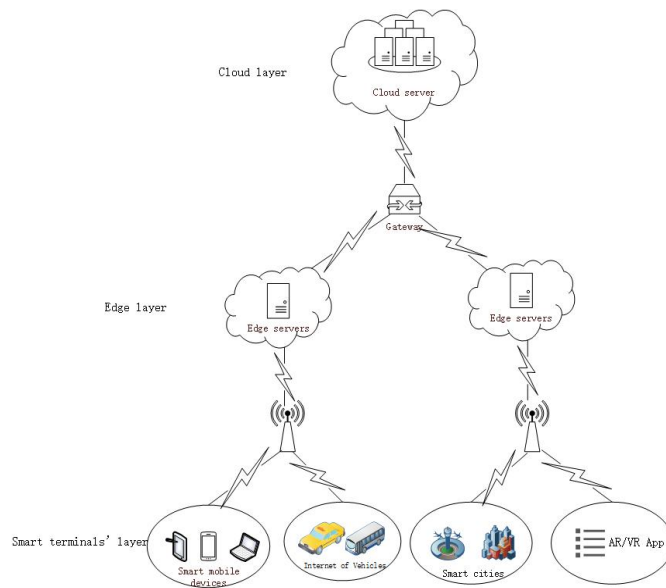 Cloud layer
Cloud server
Gateway
Edge layer
Edge servers
Edge servers
Smart terminals' layer
Smart mobile
devices
Internet of Vehicles
Smart cities
AR/VR App